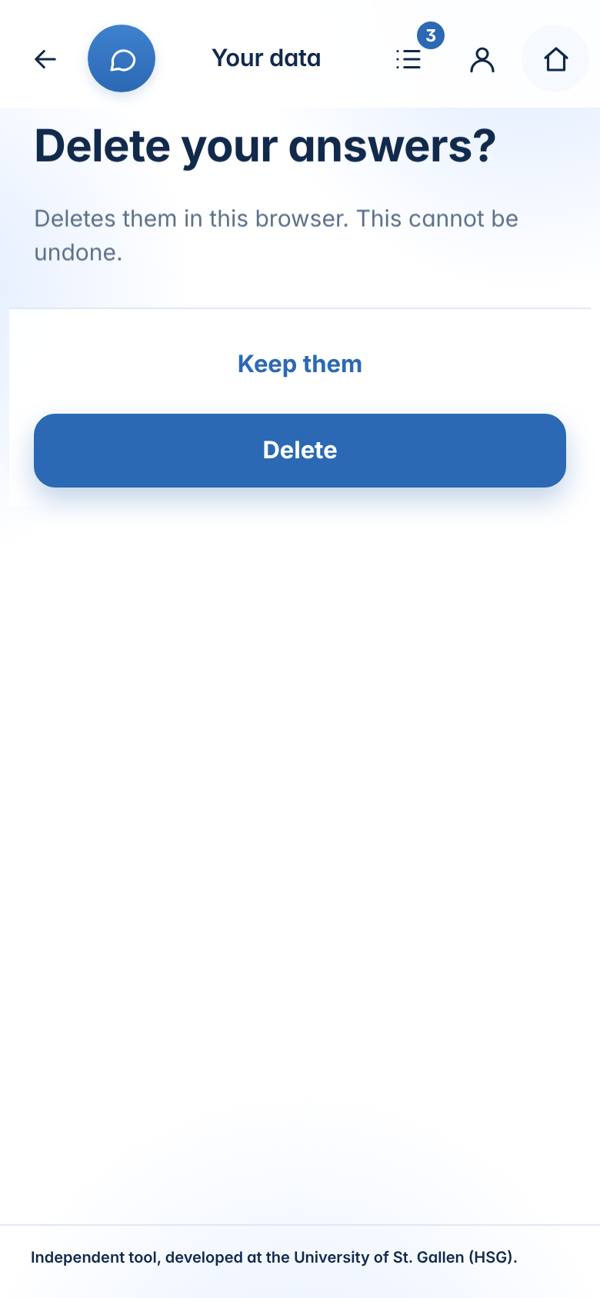 Your data
3
Delete your answers?
Deletes them in this browser. This cannot be
undone.
Keep them
Delete
Independent tool, developed at the University of St. Gallen (HSG).